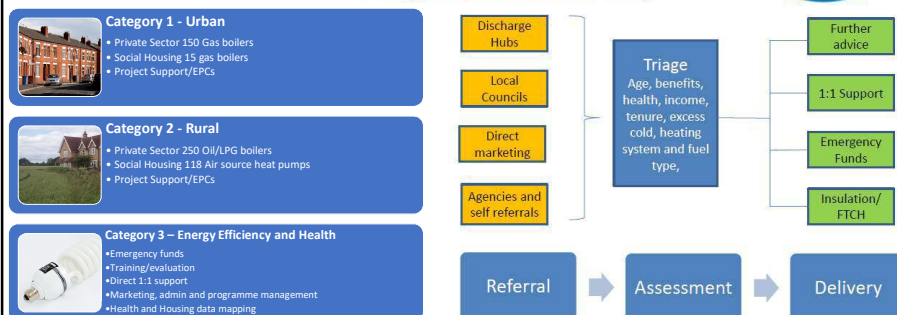 Category 1 - Urban
• Private Sector 150 Gas boilers
• Social Housing 15 gas boilers
• Project Support/EPCs
Category 2 - Rural
• Private Sector 250 Oil/LPG boilers
• Social Housing 118 Air source heat pumps
• Project Support/EPCs
Category 3 – Energy Efficiency and Health
•Emergency funds
•Training/evaluation
•Direct 1:1 support
•Marketing, admin and programme management
•Health and Housing data mapping
Discharge
Hubs
Local
Councils
Direct
marketing
Agencies and
self referrals
Triage
Age, benefits,
health, income,
tenure, excess
cold, heating
system and fuel
type,
Further
advice
1:1 Support
Emergency
Funds
Insulation/
FTCH
Referral
Assessment
Delivery